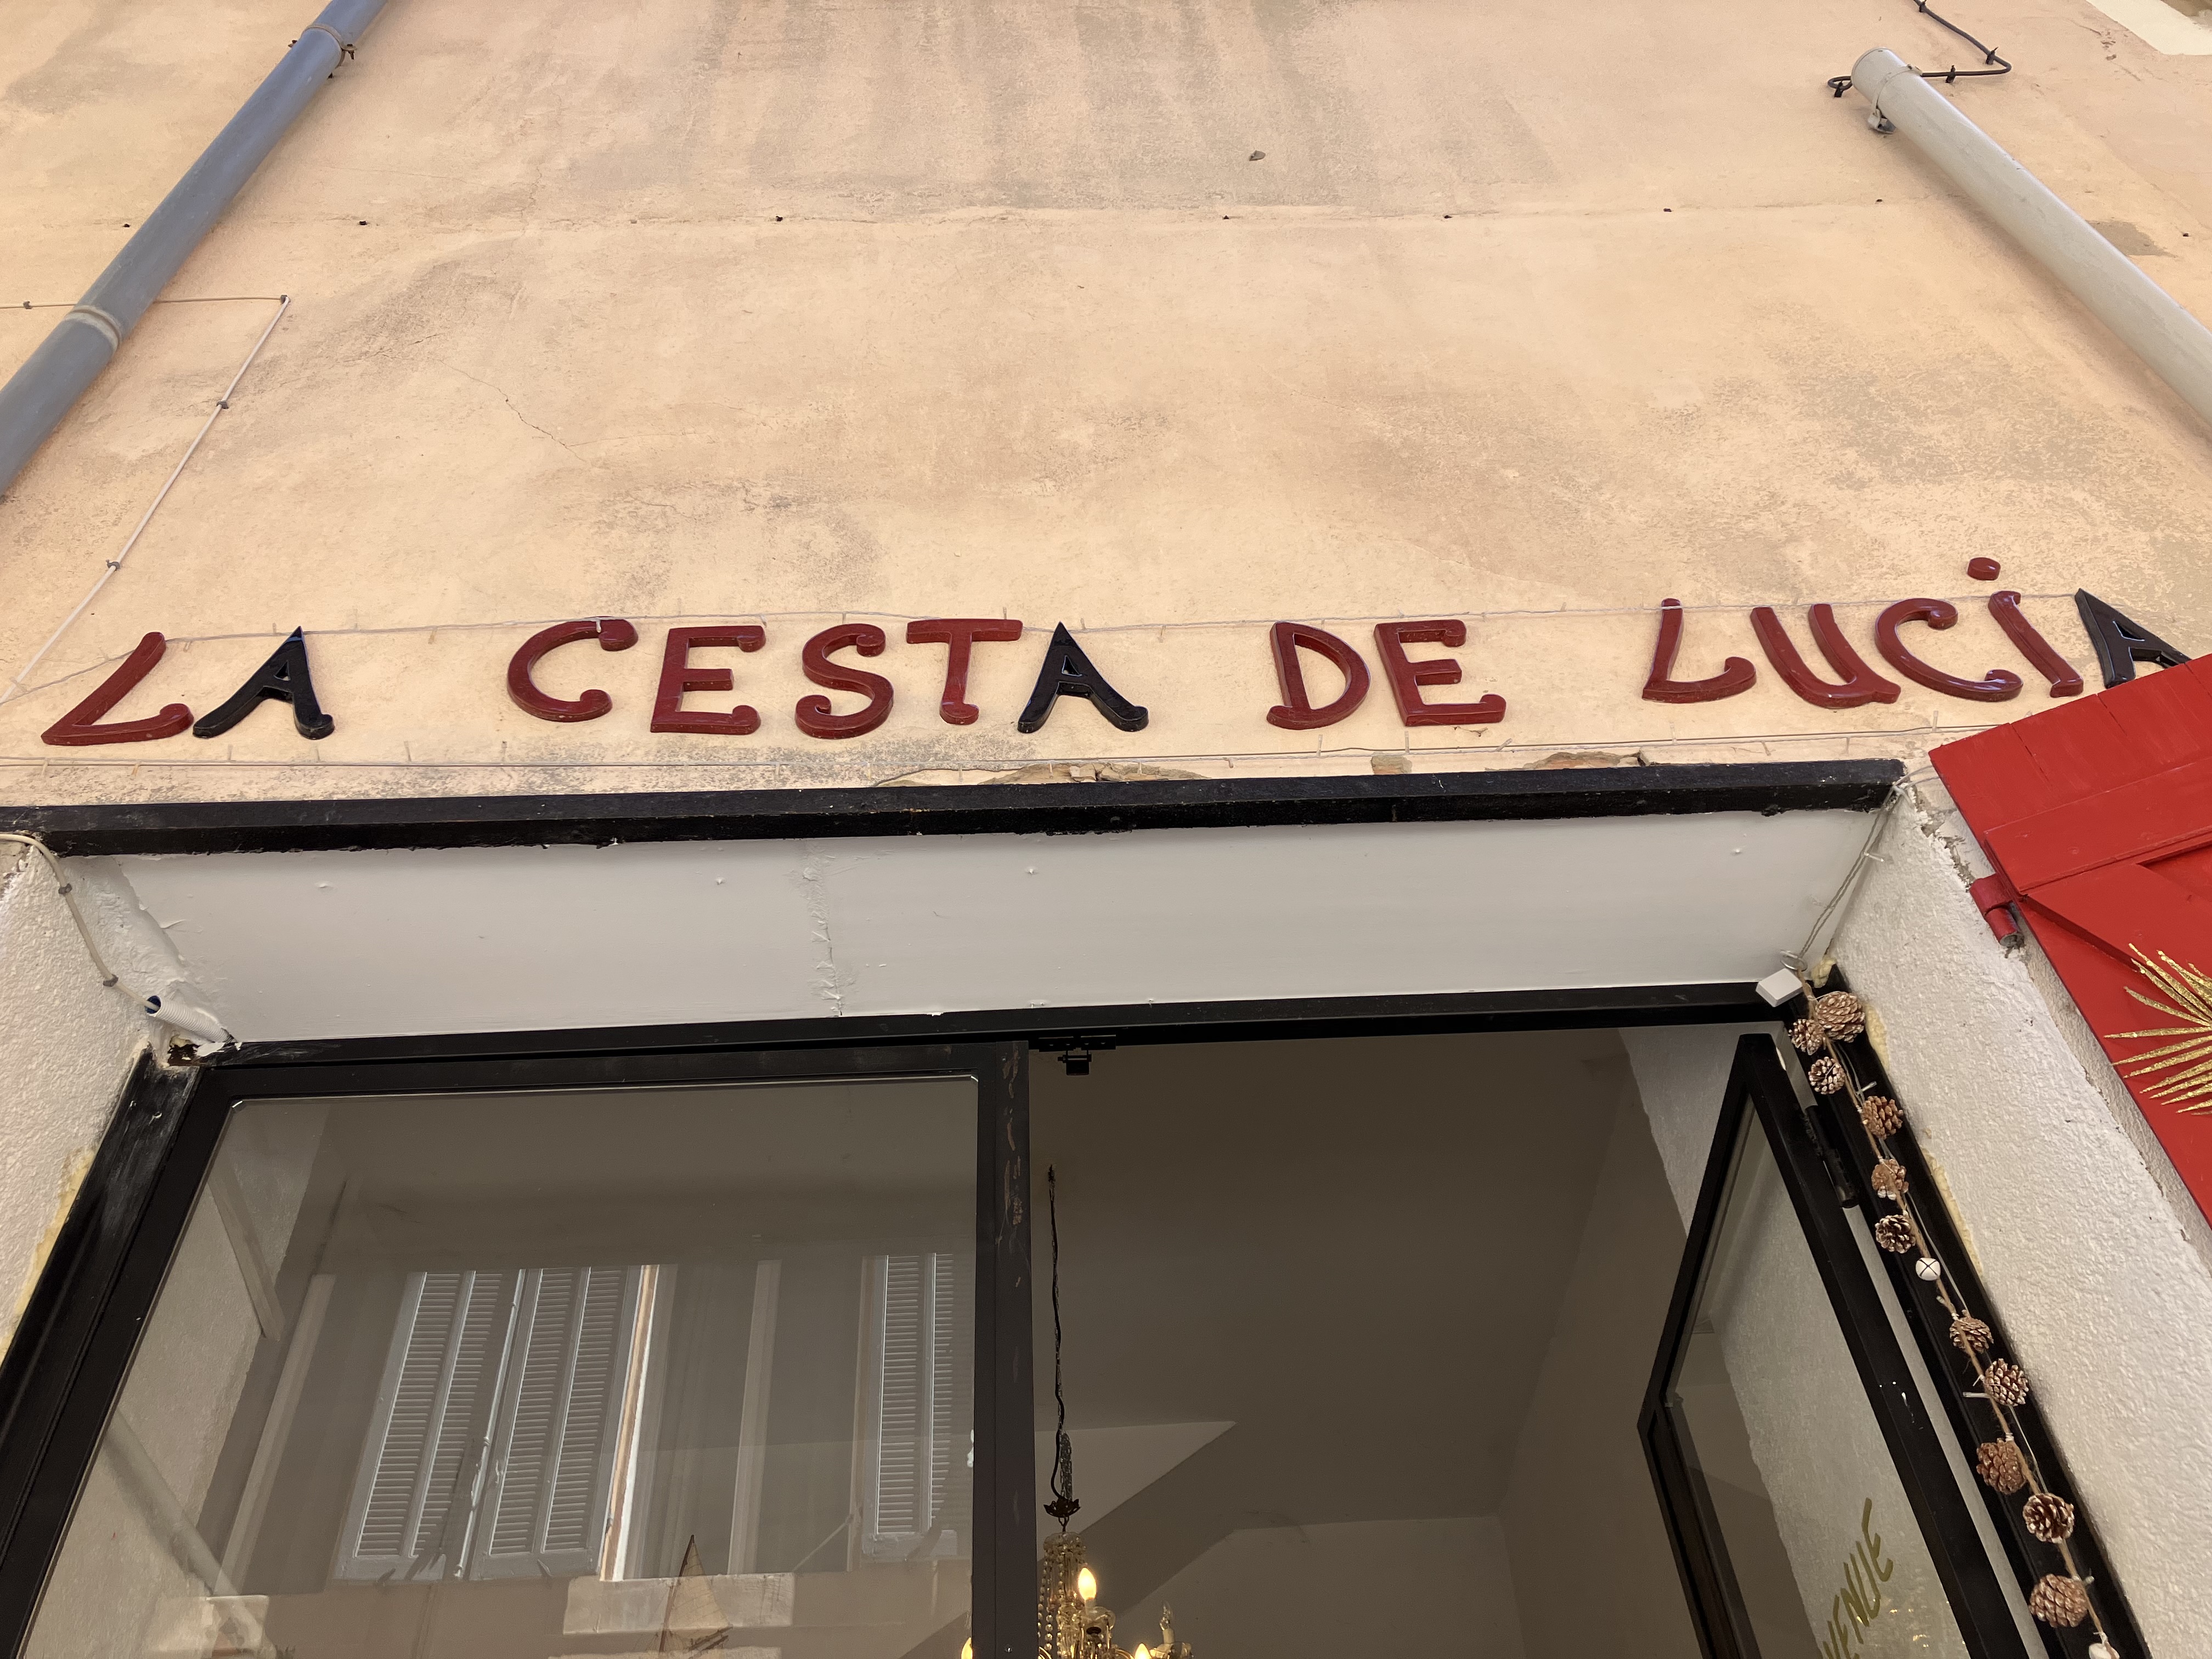 LA CESTA DE LUCiA